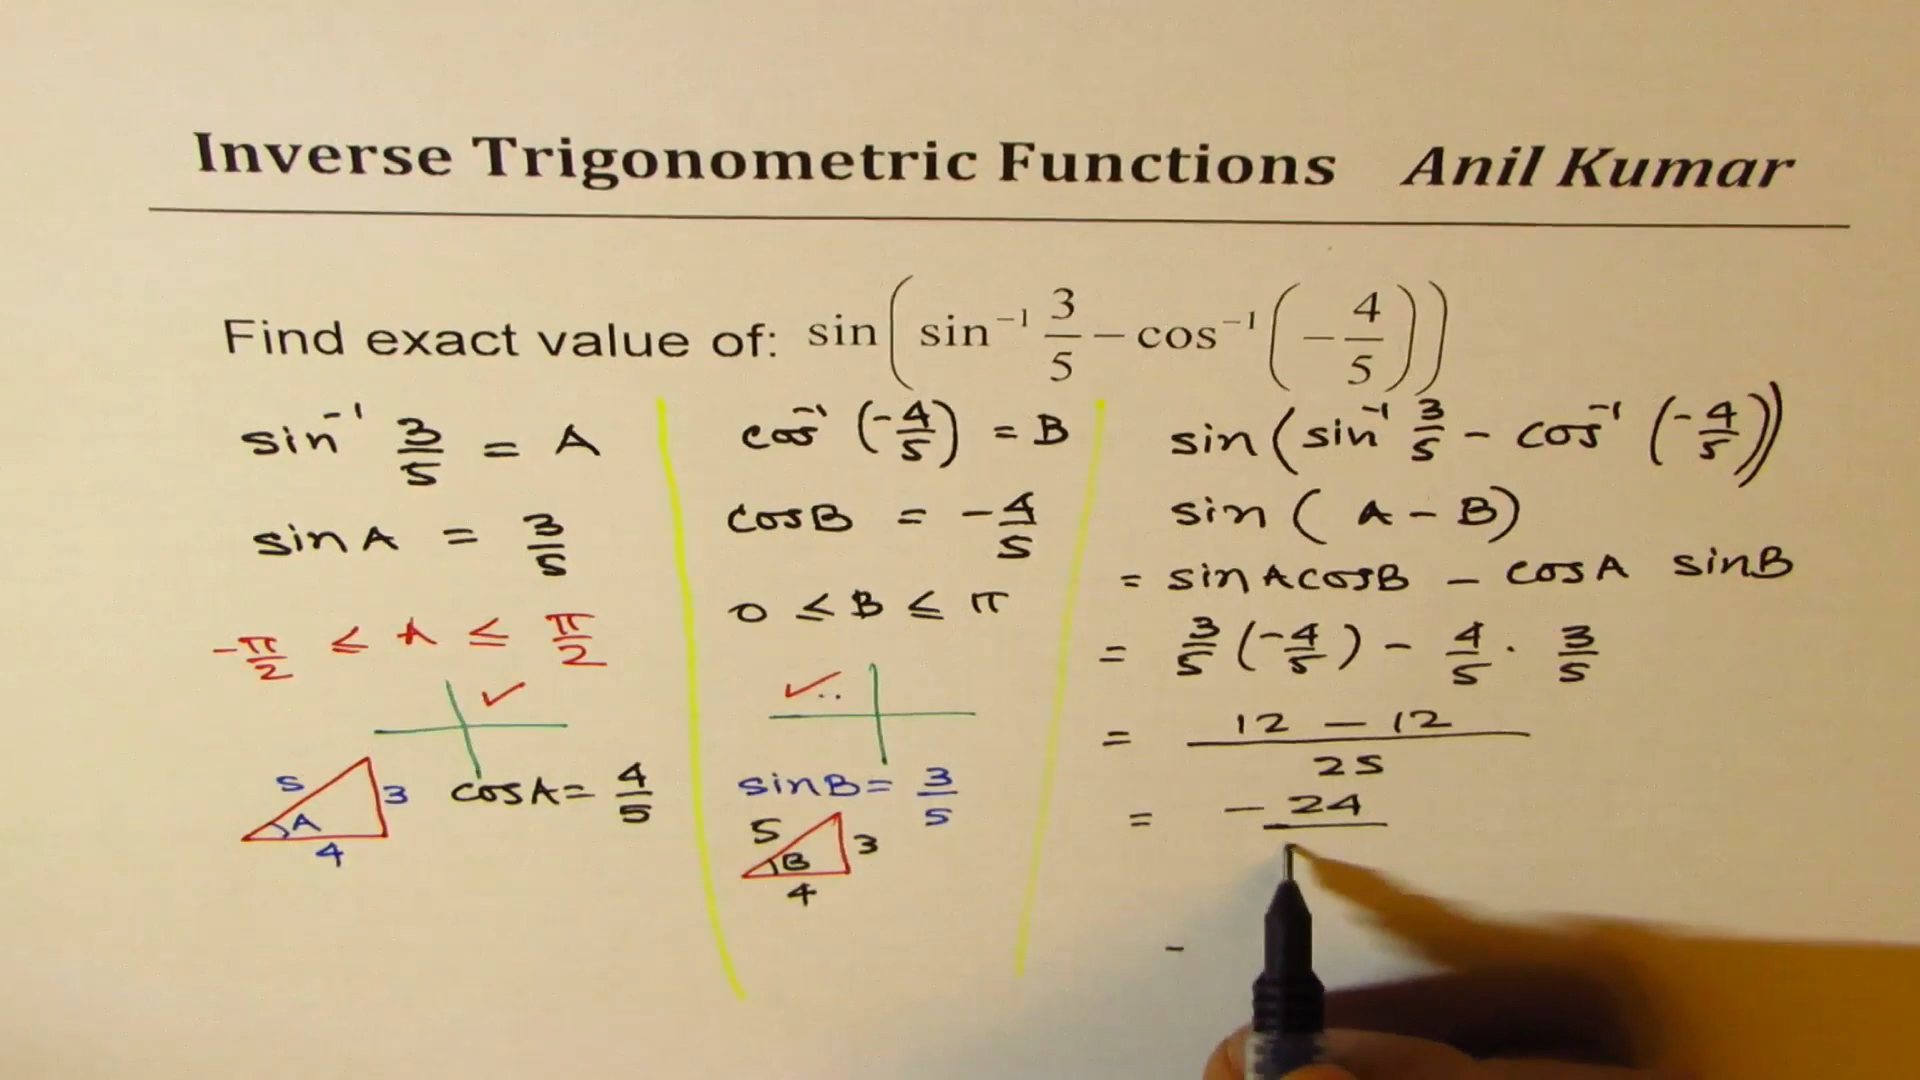 Inverse Trigonometric Functions Anil Kumar
Find exact value of: sin(sin⁻¹ 3/5 − cos⁻¹(−4/5))
sin⁻¹ 3/5 = A
sin A = 3/5
-π/2 ≤ A ≤ π/2
✓
5 3 A 4
cosA = 4/5
cos⁻¹(-4/5) = B
cosB = -4/5
0 ≤ B ≤ π
✓..
sinB = 3/5
5 B 3 4
sin(sin⁻¹ 3/5 - cos⁻¹(-4/5))
sin(A - B)
= sinAcosB - cosA sinB
= 3/5(-4/5) - 4/5 · 3/5
= 12 - 12 / 25
= -24
-